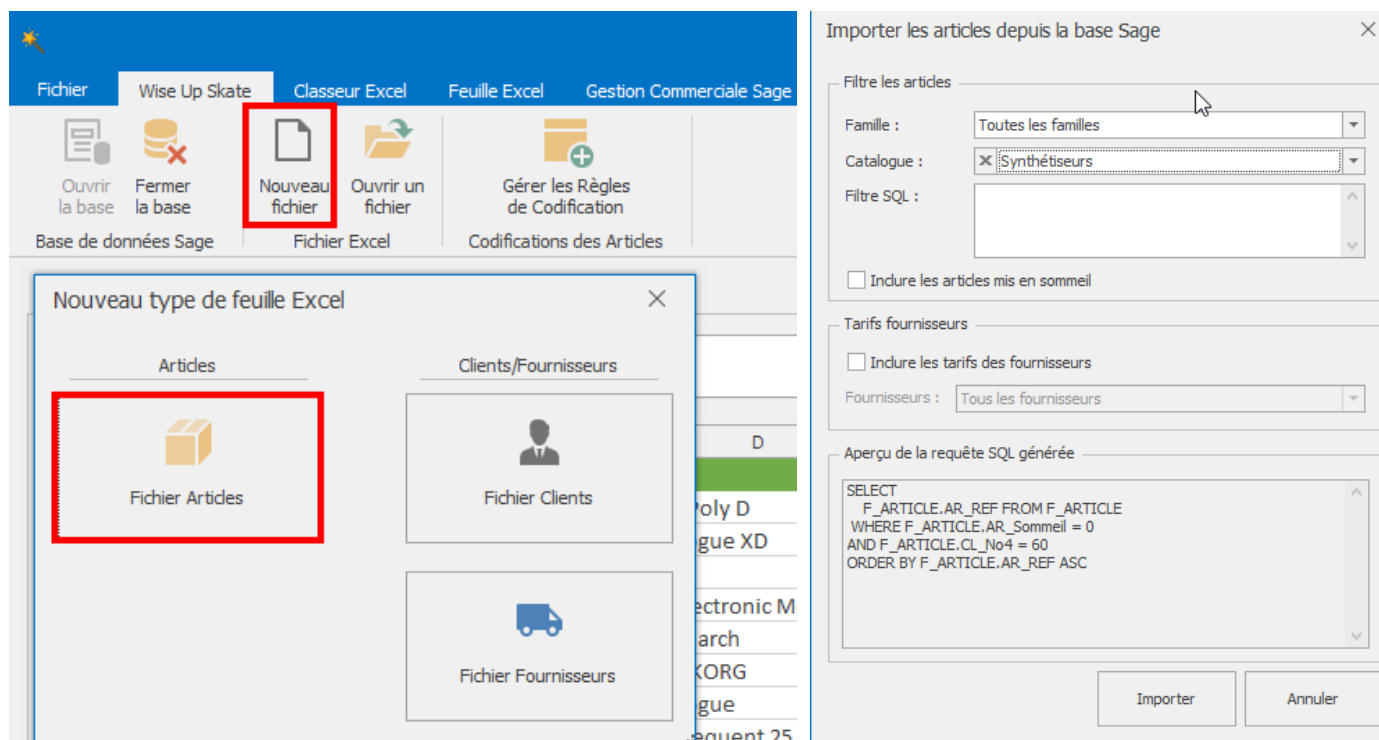 Fichier
Wise Up Skate
Classeur Excel
Feuille Excel
Gestion Commerciale Sage
Ouvrir
la base
Fermer
la base
Nouveau
fichier
Ouvrir un
fichier
Gérer les Règles
de Codification
Base de données Sage
Fichier Excel
Codifications des Articles
Nouveau type de feuille Excel
Articles
Clients/Fournisseurs
Fichier Articles
Fichier Clients
Fichier Fournisseurs
D
Poly D
gue XD
ectronic M
arch
KORG
gue
equent 25
Importer les articles depuis la base Sage
Filtre les articles
Famille :
Toutes les familles
Catalogue :
Synthétiseurs
Filtre SQL :
Inclure les articles mis en sommeil
Tarifs fournisseurs
Inclure les tarifs des fournisseurs
Fournisseurs :
Tous les fournisseurs
Aperçu de la requête SQL générée
SELECT
F_ARTICLE.AR_REF FROM F_ARTICLE
WHERE F_ARTICLE.AR_Sommeil = 0
AND F_ARTICLE.CL_No4 = 60
ORDER BY F_ARTICLE.AR_REF ASC
Importer
Annuler